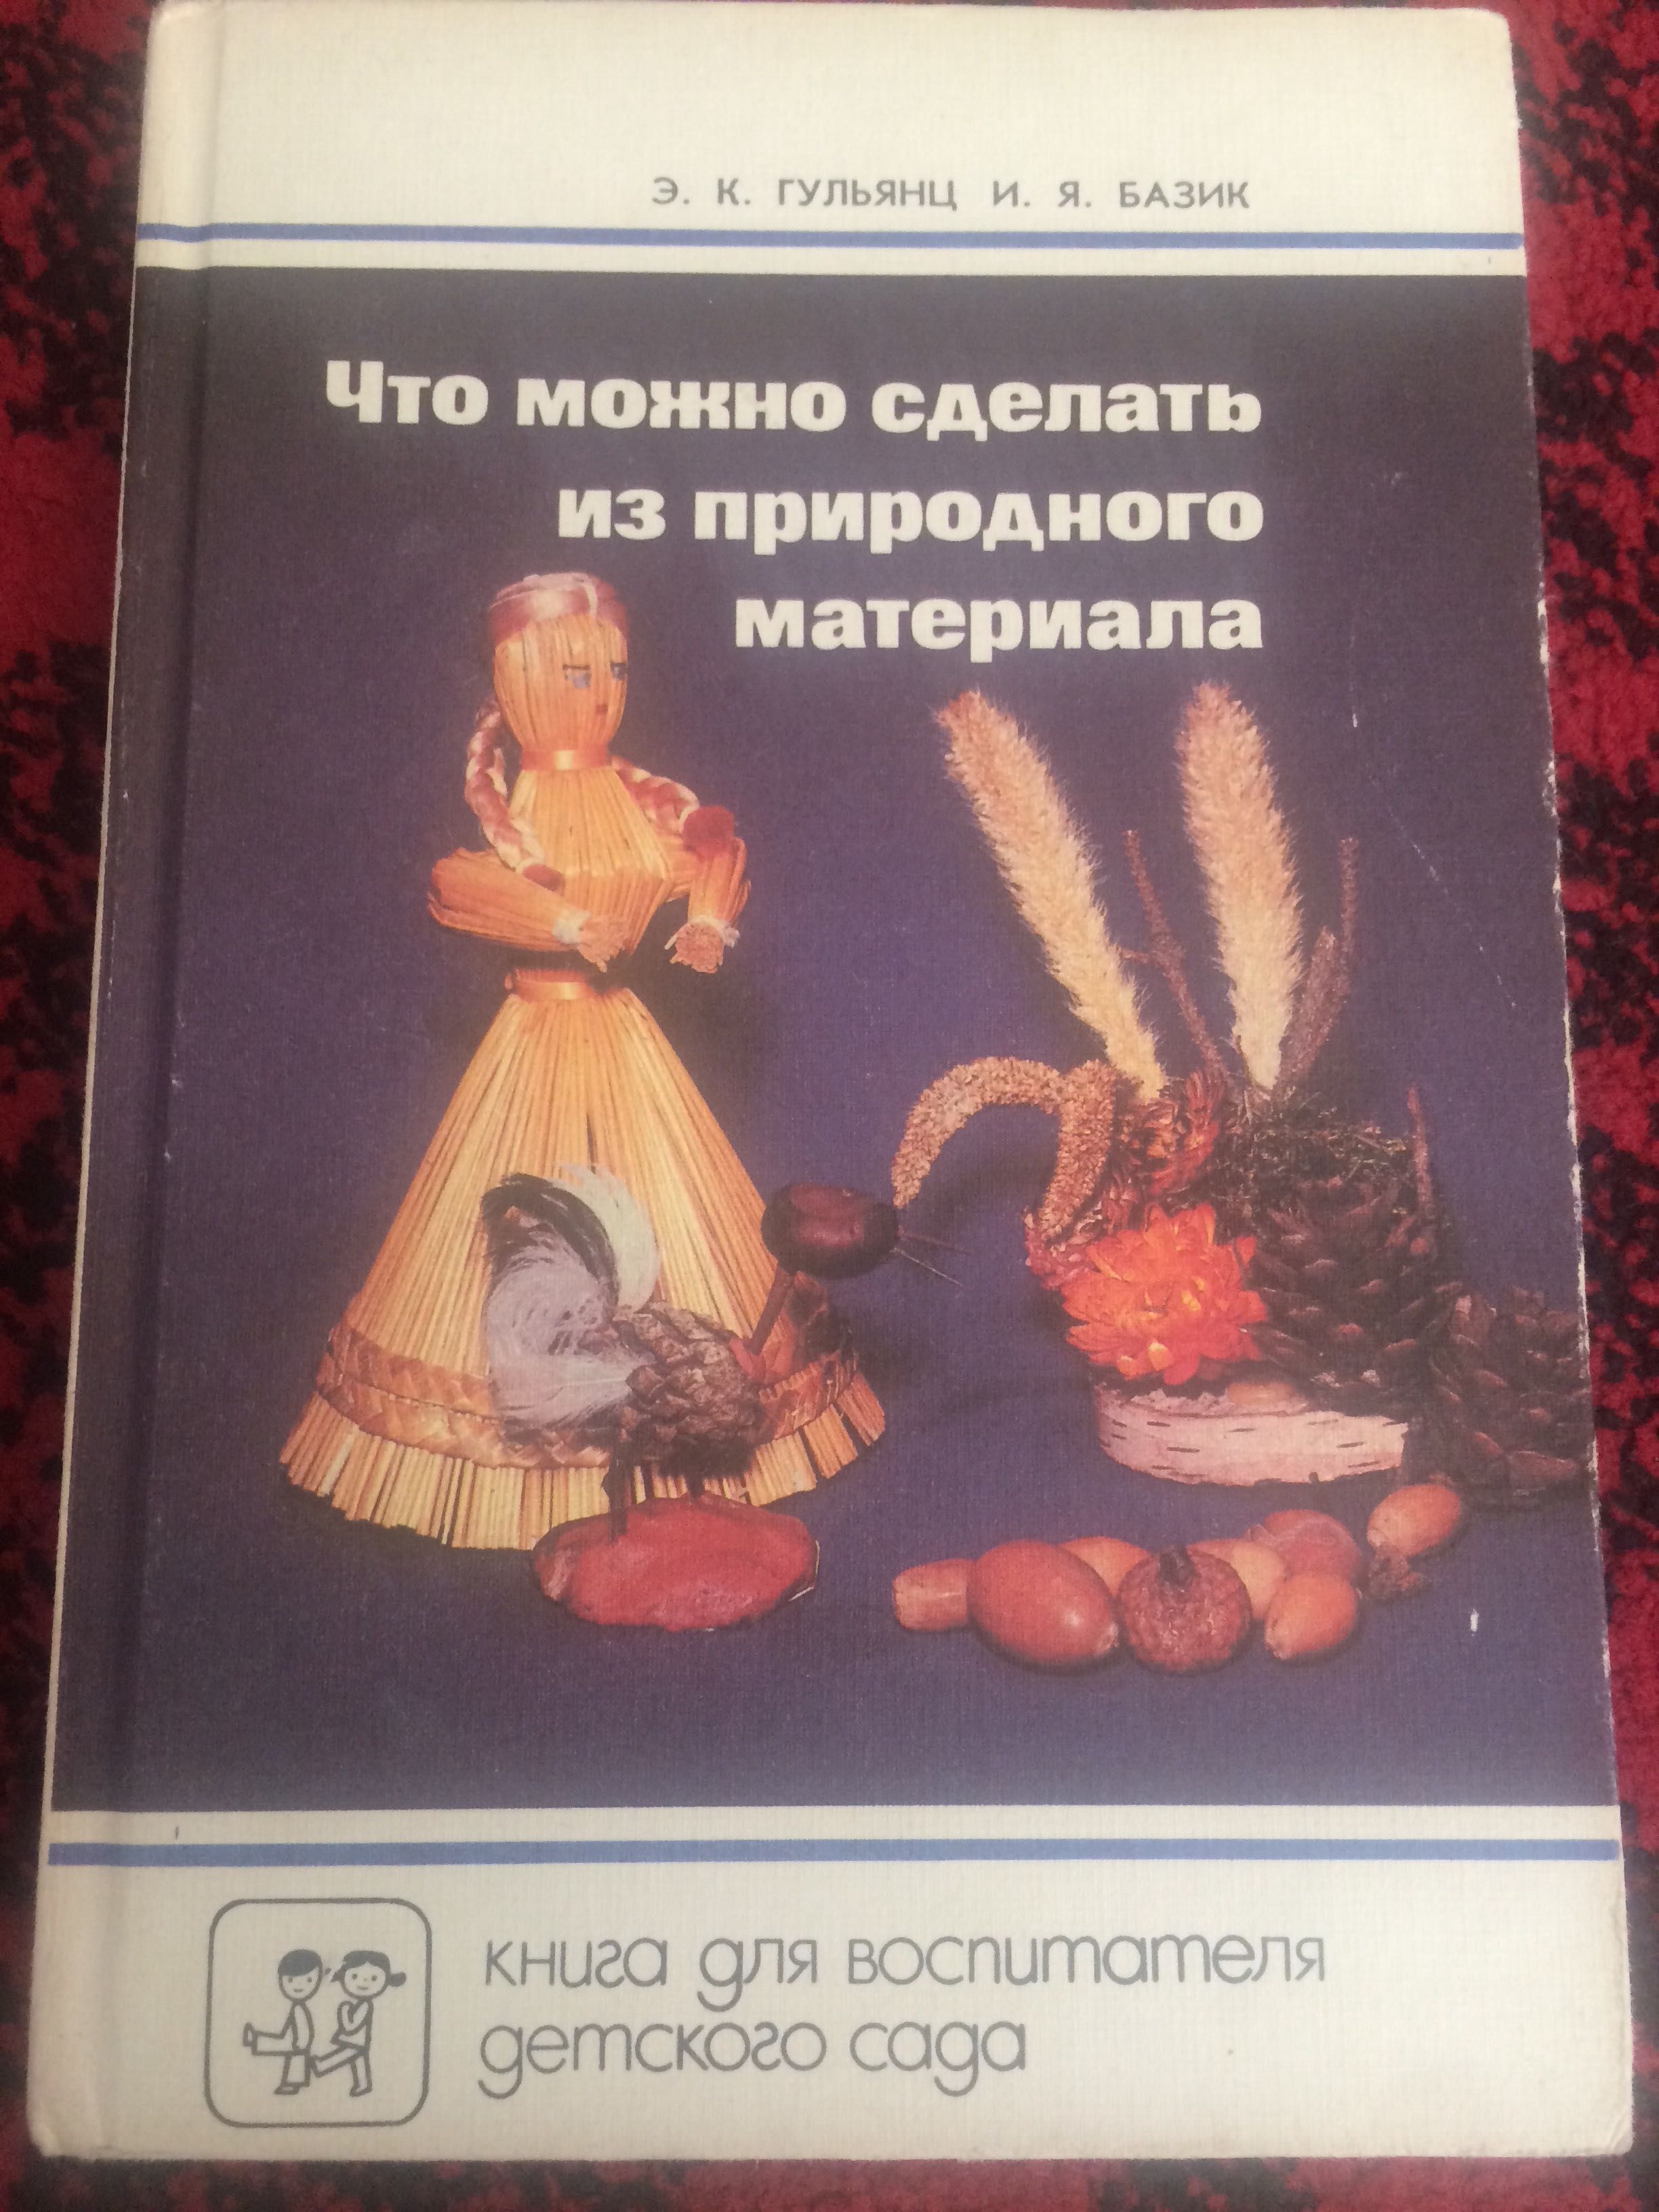 Э. К. ГУЛЬЯНЦ И. Я. БАЗИК
Что можно сделать
из природного
материала
книга для воспитателя
детского сада